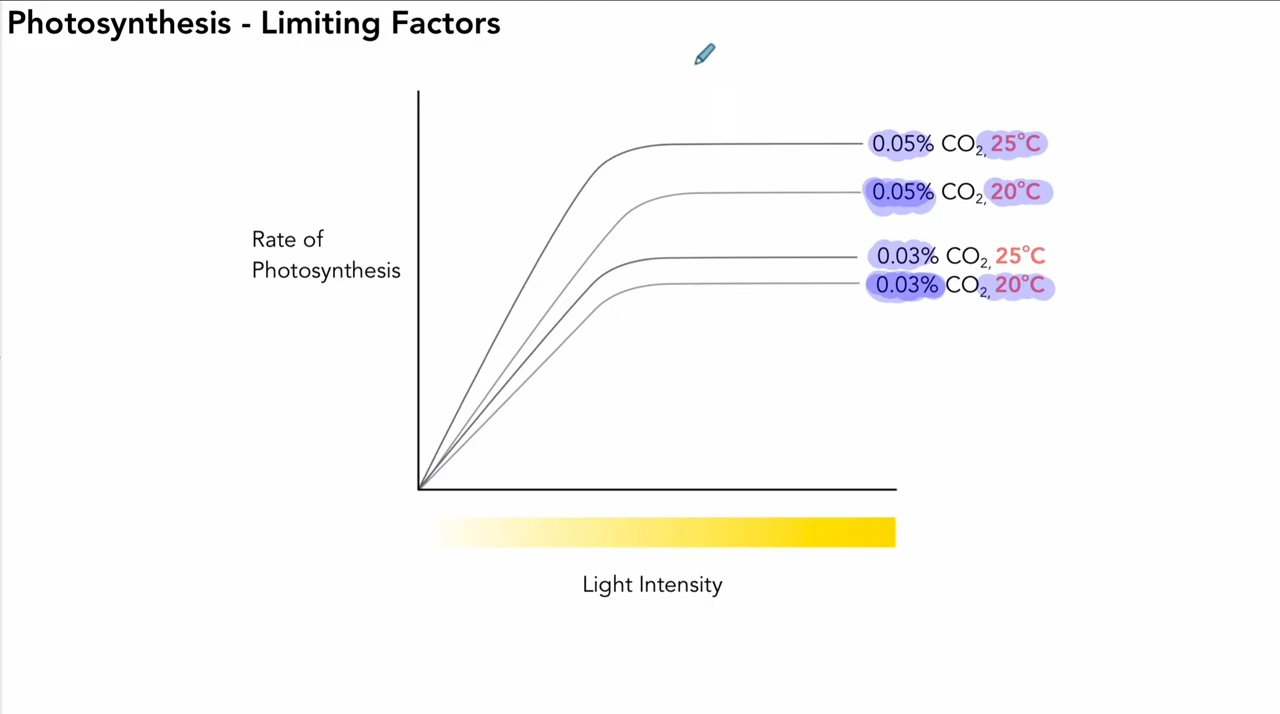 Photosynthesis - Limiting Factors
0.05% CO₂, 25°C
0.05% CO₂, 20°C
Rate of
Photosynthesis
0.03% CO₂, 25°C
0.03% CO₂, 20°C
Light Intensity